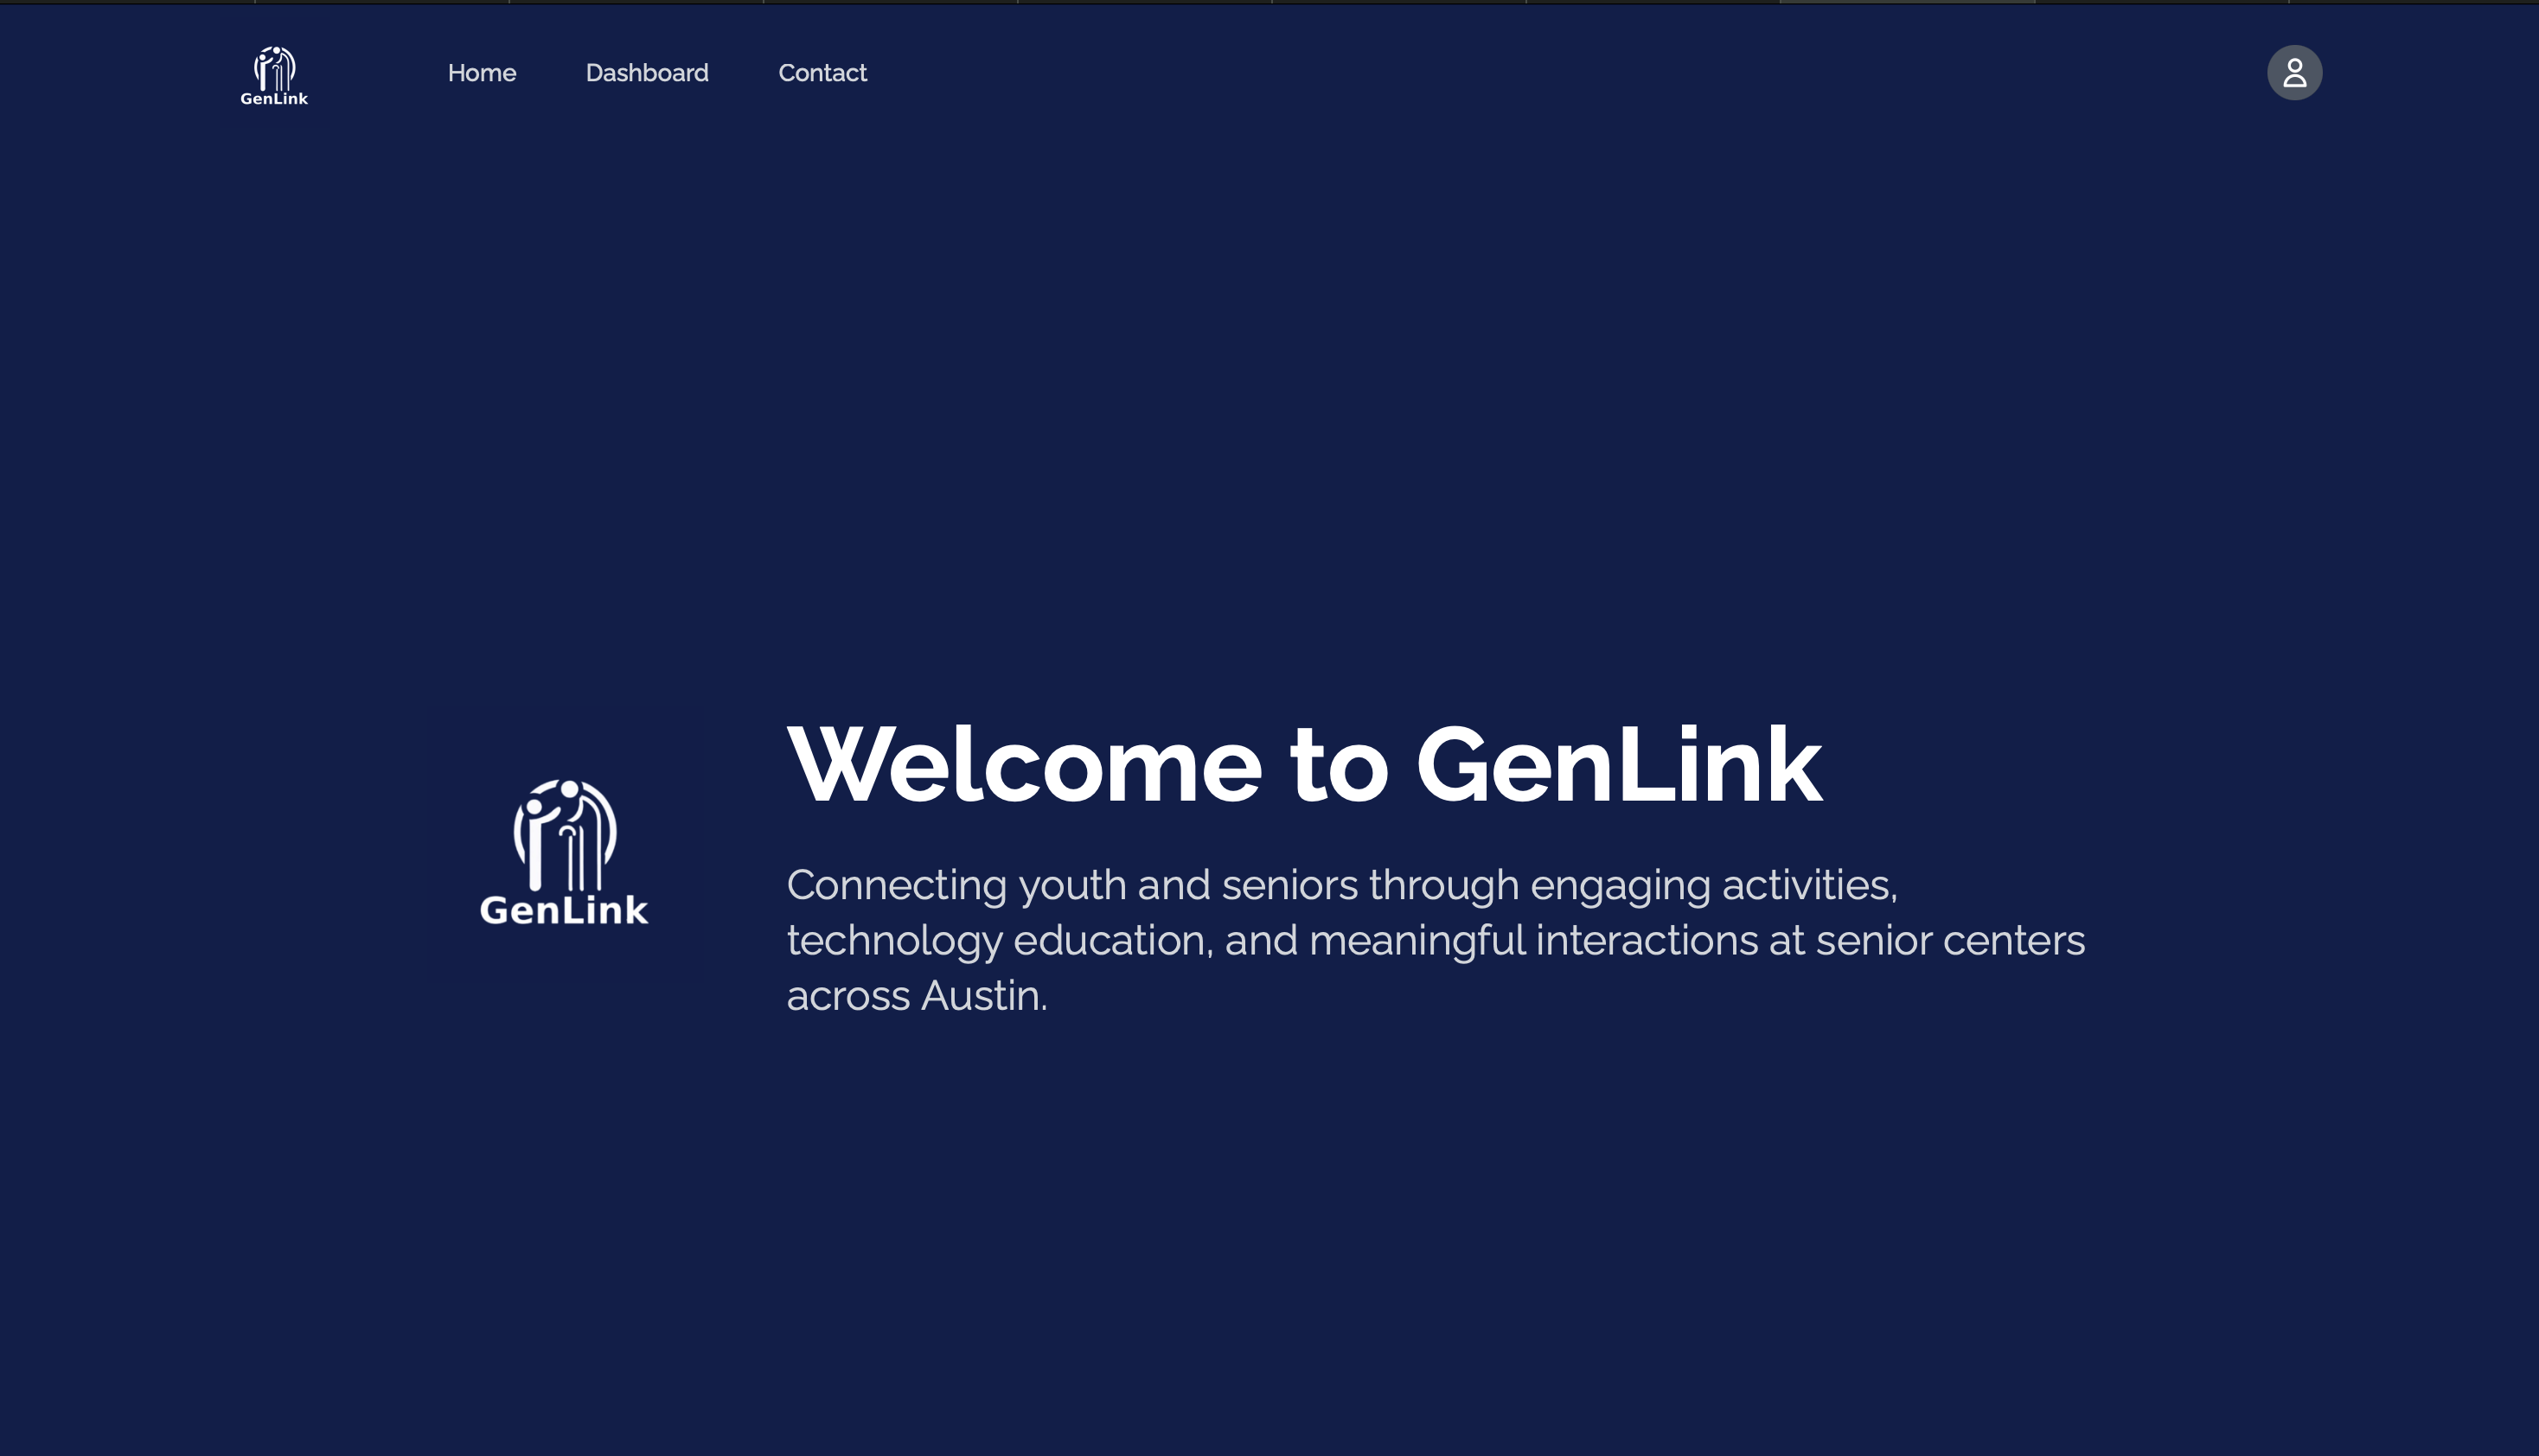 GenLink
Home
Dashboard
Contact
Welcome to GenLink
GenLink
Connecting youth and seniors through engaging activities,
technology education, and meaningful interactions at senior centers
across Austin.